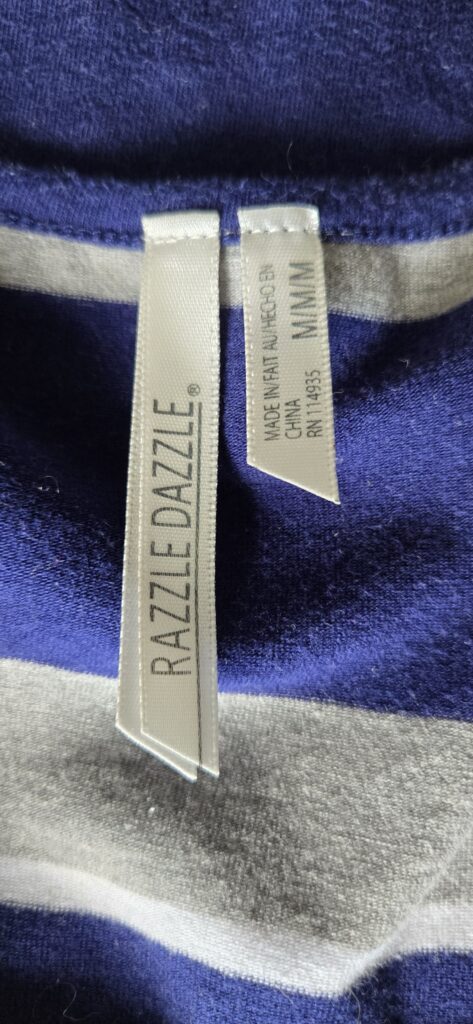 RAZZLE DAZZLE®
M/M/M
MADE IN/FAIT AU/HECHO EN
CHINA
RN 114935